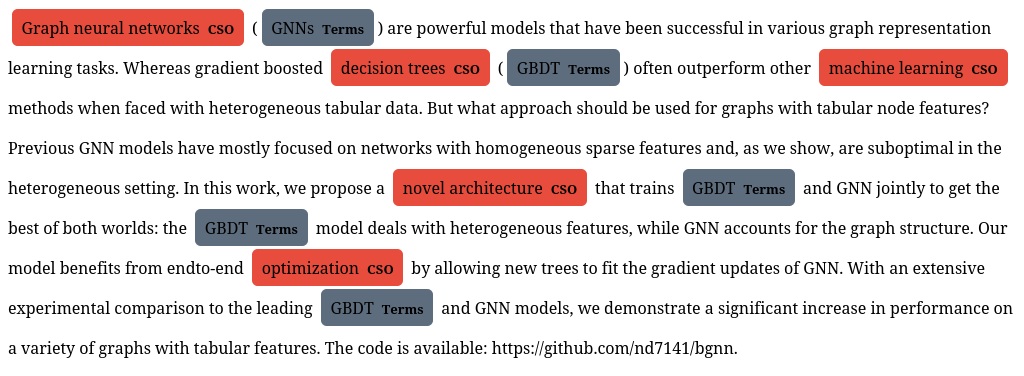 Graph neural networks CSO ( GNNs Terms ) are powerful models that have been successful in various graph representation
learning tasks. Whereas gradient boosted decision trees CSO ( GBDT Terms ) often outperform other machine learning CSO
methods when faced with heterogeneous tabular data. But what approach should be used for graphs with tabular node features?
Previous GNN models have mostly focused on networks with homogeneous sparse features and, as we show, are suboptimal in the
heterogeneous setting. In this work, we propose a novel architecture CSO that trains GBDT Terms and GNN jointly to get the
best of both worlds: the GBDT Terms model deals with heterogeneous features, while GNN accounts for the graph structure. Our
model benefits from endto-end optimization CSO by allowing new trees to fit the gradient updates of GNN. With an extensive
experimental comparison to the leading GBDT Terms and GNN models, we demonstrate a significant increase in performance on
a variety of graphs with tabular features. The code is available: https://github.com/nd7141/bgnn.